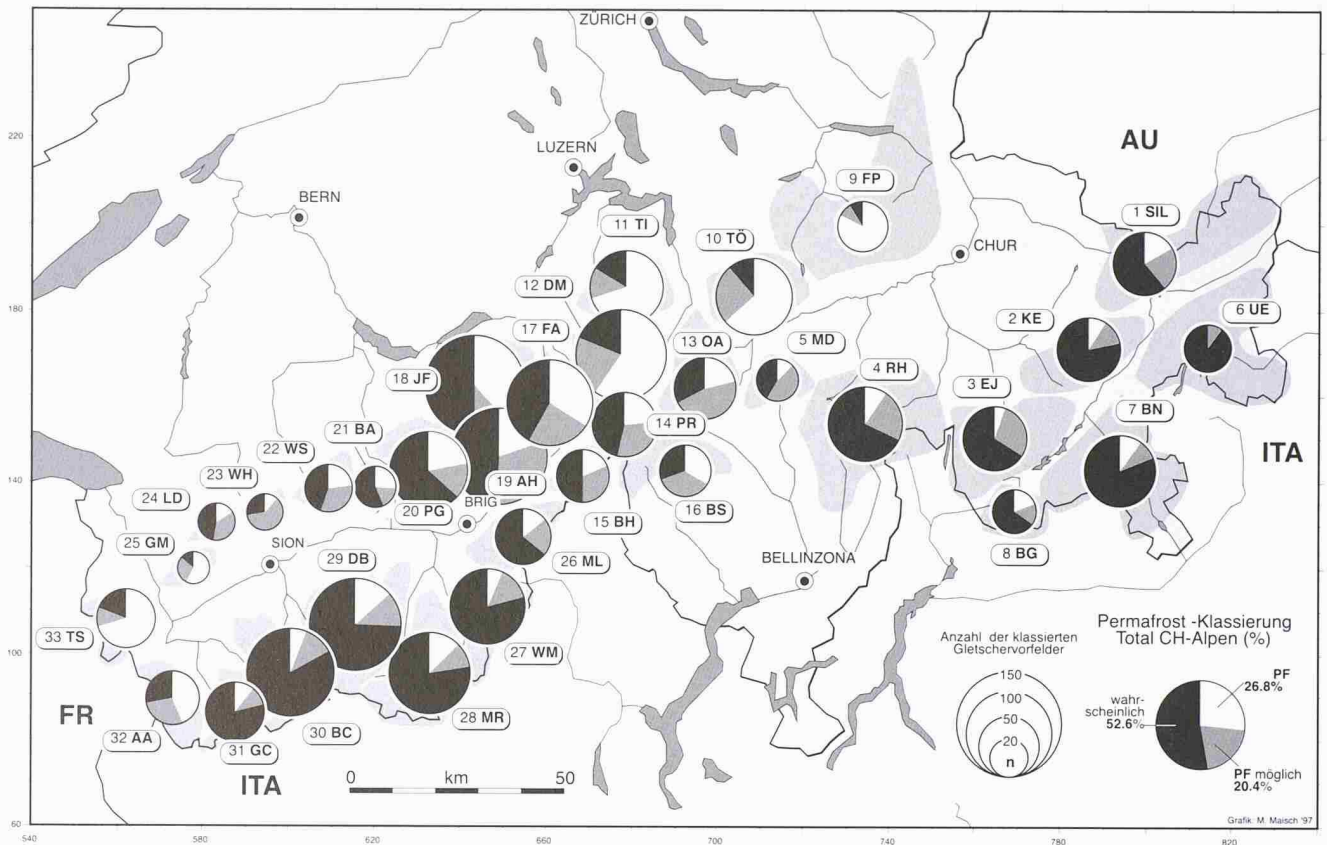 ZÜRICH
220
AU
LUZERN
9 FP
BERN
1 SIL
11 TI
10 TÖ
CHUR
12 DM
180
17 FA
2 KE
6 UE
13 OA
5 MD
18 JF
4 RH
3 EJ
7 BN
21 BA
14 PR
22 WS
ITA
23 WH
19 AH
24 LD
16 BS
140
20 PG
BRIG
15 BH
8 BG
25 GM
SION
26 ML
29 DB
BELLINZONA
33 TS
27 WM
Anzahl der klassierten
Gletschervorfelder
150
100
50
20
n
Permafrost -Klassierung
Total CH-Alpen (%)
PF
26.8%
wahr-
scheinlich
52.6%
PF möglich
20.4%
100
28 MR
FR
32 AA
31 GC
30 BC
ITA
0 km 50
60
Grafik M. Maisch '97
540 580 620 660 700 740 780 820